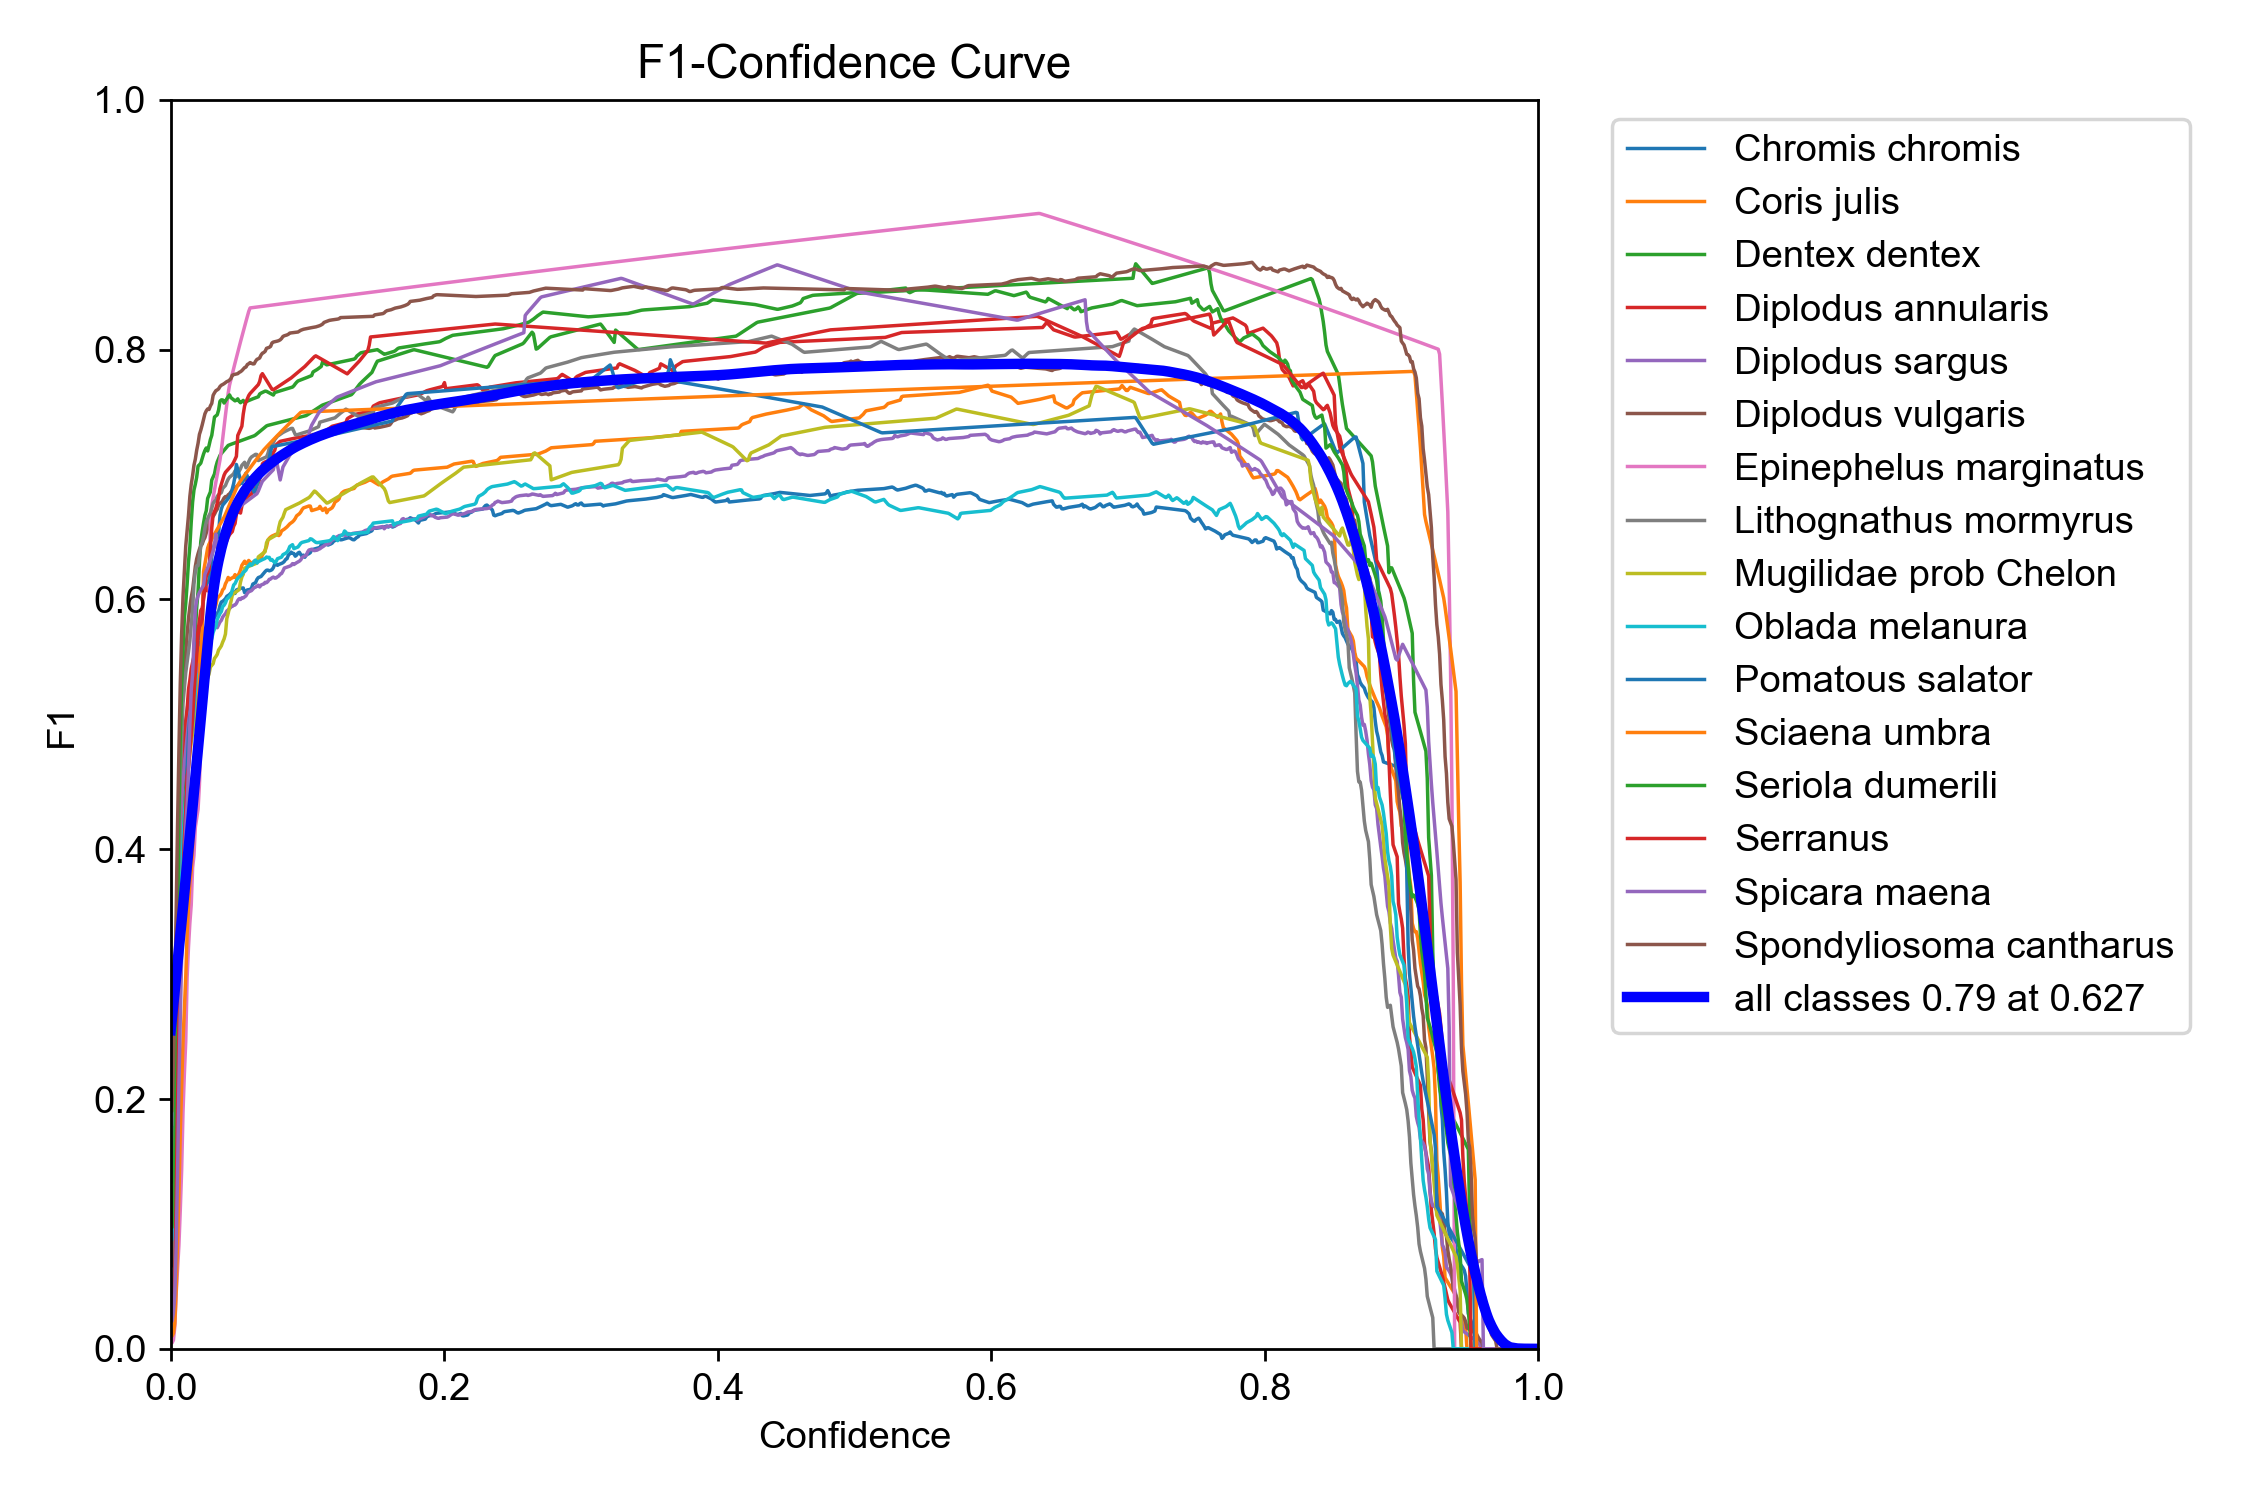 F1-Confidence Curve
1.0
0.8
0.6
0.4
0.2
0.0
F1
0.0 0.2 0.4 0.6 0.8 1.0
Confidence
Chromis chromis
Coris julis
Dentex dentex
Diplodus annularis
Diplodus sargus
Diplodus vulgaris
Epinephelus marginatus
Lithognathus mormyrus
Mugilidae prob Chelon
Oblada melanura
Pomatous salator
Sciaena umbra
Seriola dumerili
Serranus
Spicara maena
Spondyliosoma cantharus
all classes 0.79 at 0.627